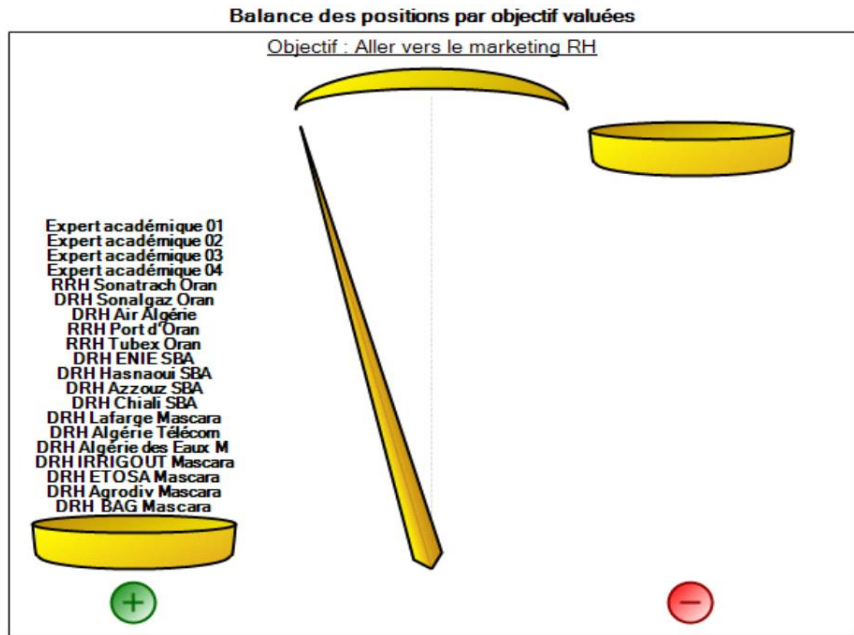 Balance des positions par objectif valuées
Objectif : Aller vers le marketing RH
Expert académique 01
Expert académique 02
Expert académique 03
Expert académique 04
RRH Sonatrach Oran
DRH Sonalgaz Oran
DRH Air Algérie
RRH Port d'Oran
RRH Tubex Oran
DRH ENIE SBA
DRH Hasnaoui SBA
DRH Azzouz SBA
DRH Chiali SBA
DRH Lafarge Mascara
DRH Algérie Télécom
DRH Algérie des Eaux M
DRH IRRIGOUT Mascara
DRH ETOSA Mascara
DRH Agrodiv Mascara
DRH BAG Mascara